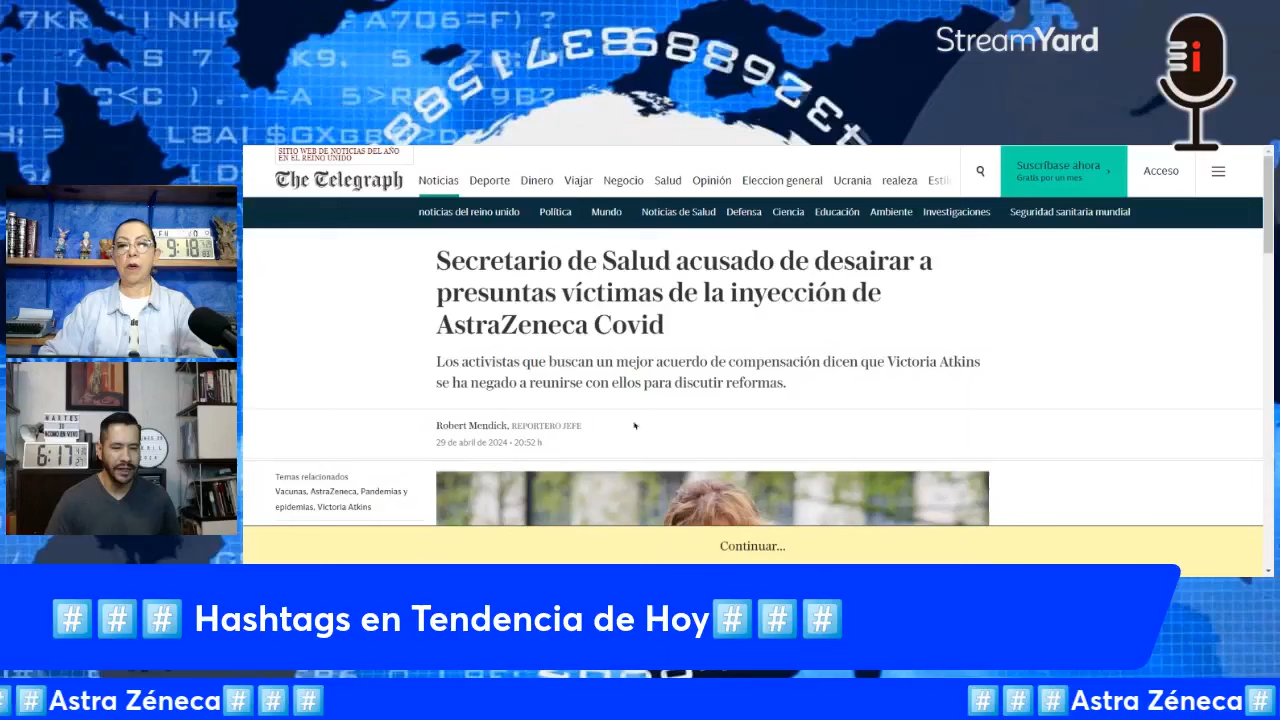 StreamYard
SITIO WEB DE NOTICIAS DEL AÑO
EN EL REINO UNIDO
The Telegraph
Noticias Deporte Dinero Viajar Negocio Salud Opinión Eleccion general Ucrania realeza
Suscríbase ahora
Gratis por un mes
Acceso
noticias del reino unido Política Mundo Noticias de Salud Defensa Ciencia Educación Ambiente Investigaciones Seguridad sanitaria mundial
Secretario de Salud acusado de desairar a
presuntas víctimas de la inyección de
AstraZeneca Covid
Los activistas que buscan un mejor acuerdo de compensación dicen que Victoria Atkins
se ha negado a reunirse con ellos para discutir reformas.
Robert Mendick, REPORTERO JEFE
29 de abril de 2024 • 20:52 h
Temas relacionados
Vacunas, AstraZeneca, Pandemias y
epidemias, Victoria Atkins
Continuar...
9:18
MARTES
6:17
# # # Hashtags en Tendencia de Hoy # # #
# Astra Zéneca # # # # # # Astra Zéneca #